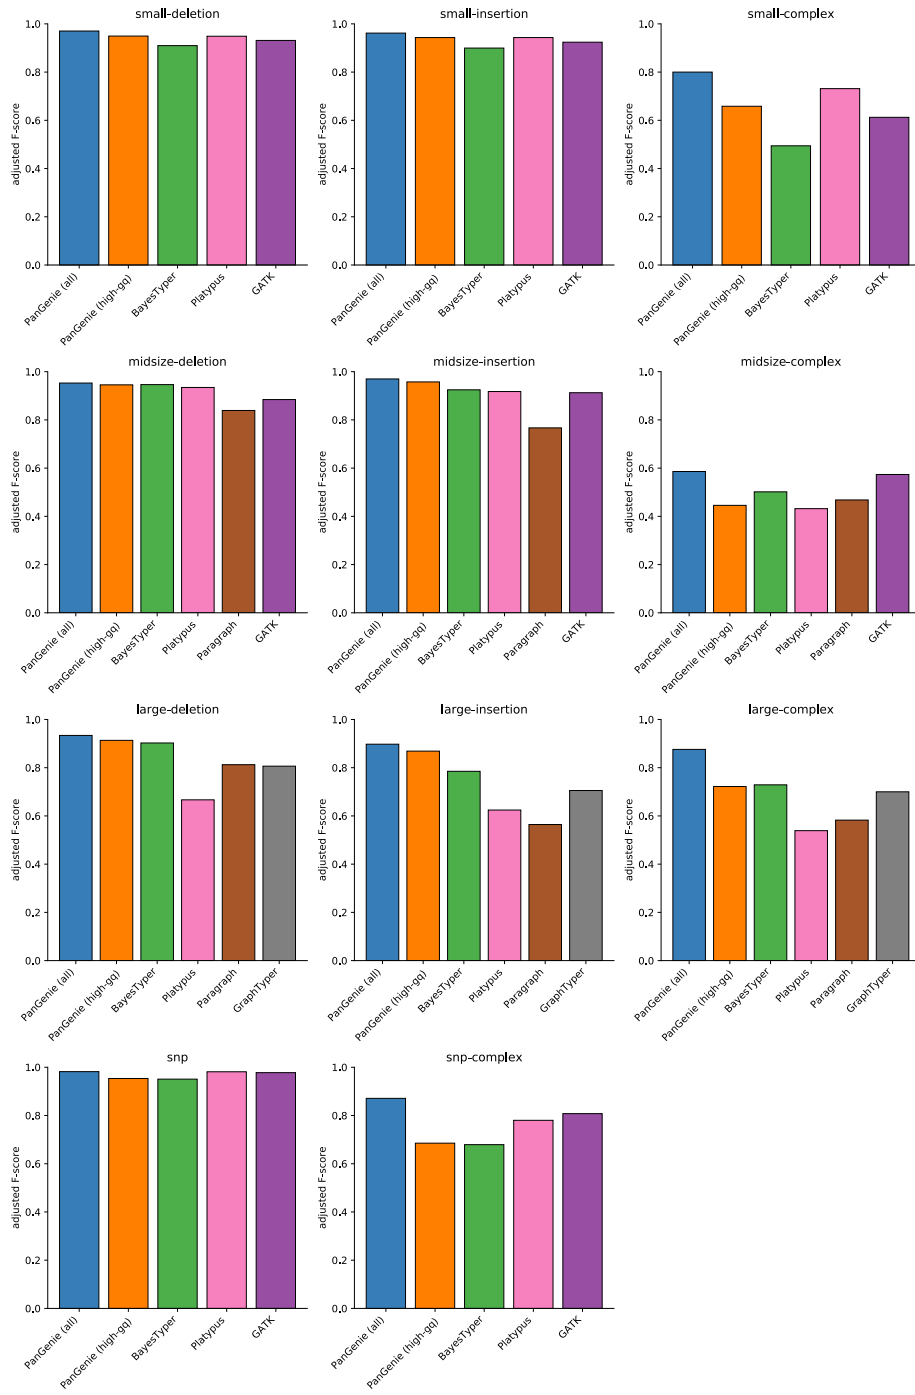 small-deletion
1.0
0.8
0.6
0.4
0.2
0.0
adjusted F-score
PanGenie (all)
PanGenie (high-gq)
BayesTyper
Platypus
GATK
small-insertion
1.0
0.8
0.6
0.4
0.2
0.0
adjusted F-score
PanGenie (all)
PanGenie (high-gq)
BayesTyper
Platypus
GATK
small-complex
1.0
0.8
0.6
0.4
0.2
0.0
adjusted F-score
PanGenie (all)
PanGenie (high-gq)
BayesTyper
Platypus
GATK
midsize-deletion
1.0
0.8
0.6
0.4
0.2
0.0
adjusted F-score
PanGenie (all)
PanGenie (high-gq)
BayesTyper
Platypus
Paragraph
GATK
midsize-insertion
1.0
0.8
0.6
0.4
0.2
0.0
adjusted F-score
PanGenie (all)
PanGenie (high-gq)
BayesTyper
Platypus
Paragraph
GATK
midsize-complex
1.0
0.8
0.6
0.4
0.2
0.0
adjusted F-score
PanGenie (all)
PanGenie (high-gq)
BayesTyper
Platypus
Paragraph
GATK
large-deletion
1.0
0.8
0.6
0.4
0.2
0.0
adjusted F-score
PanGenie (all)
PanGenie (high-gq)
BayesTyper
Platypus
Paragraph
GraphTyper
large-insertion
1.0
0.8
0.6
0.4
0.2
0.0
adjusted F-score
PanGenie (all)
PanGenie (high-gq)
BayesTyper
Platypus
Paragraph
GraphTyper
large-complex
1.0
0.8
0.6
0.4
0.2
0.0
adjusted F-score
PanGenie (all)
PanGenie (high-gq)
BayesTyper
Platypus
Paragraph
GraphTyper
snp
1.0
0.8
0.6
0.4
0.2
0.0
adjusted F-score
PanGenie (all)
PanGenie (high-gq)
BayesTyper
Platypus
GATK
snp-complex
1.0
0.8
0.6
0.4
0.2
0.0
adjusted F-score
PanGenie (all)
PanGenie (high-gq)
BayesTyper
Platypus
GATK